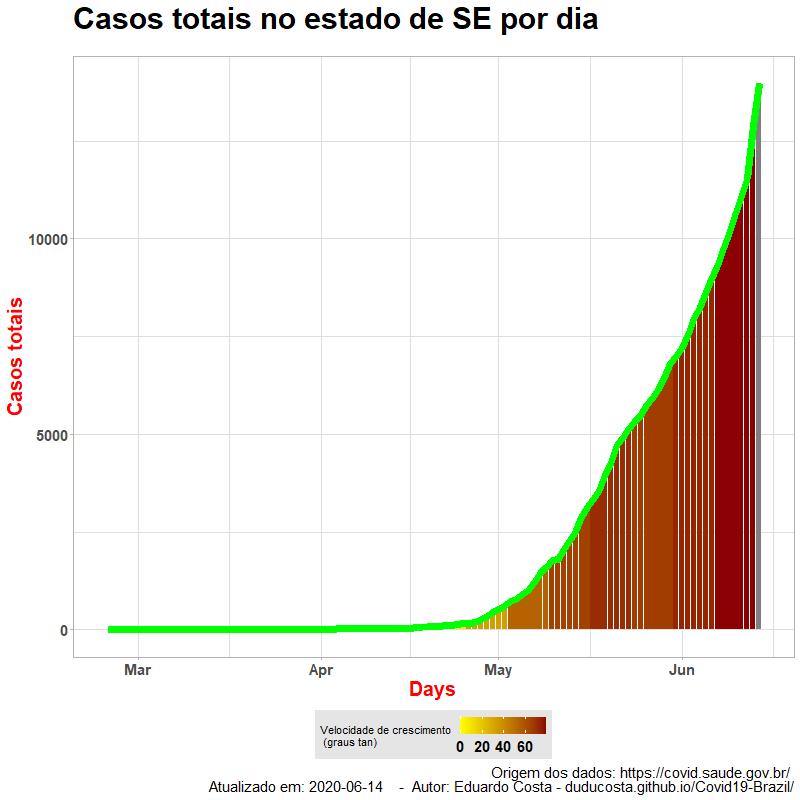 Casos totais no estado de SE por dia
Casos totais
10000
5000
0
Mar Apr May Jun
Days
Velocidade de crescimento
(graus tan)
0 20 40 60
Origem dos dados: https://covid.saude.gov.br/
Atualizado em: 2020-06-14 - Autor: Eduardo Costa - duducosta.github.io/Covid19-Brazil/